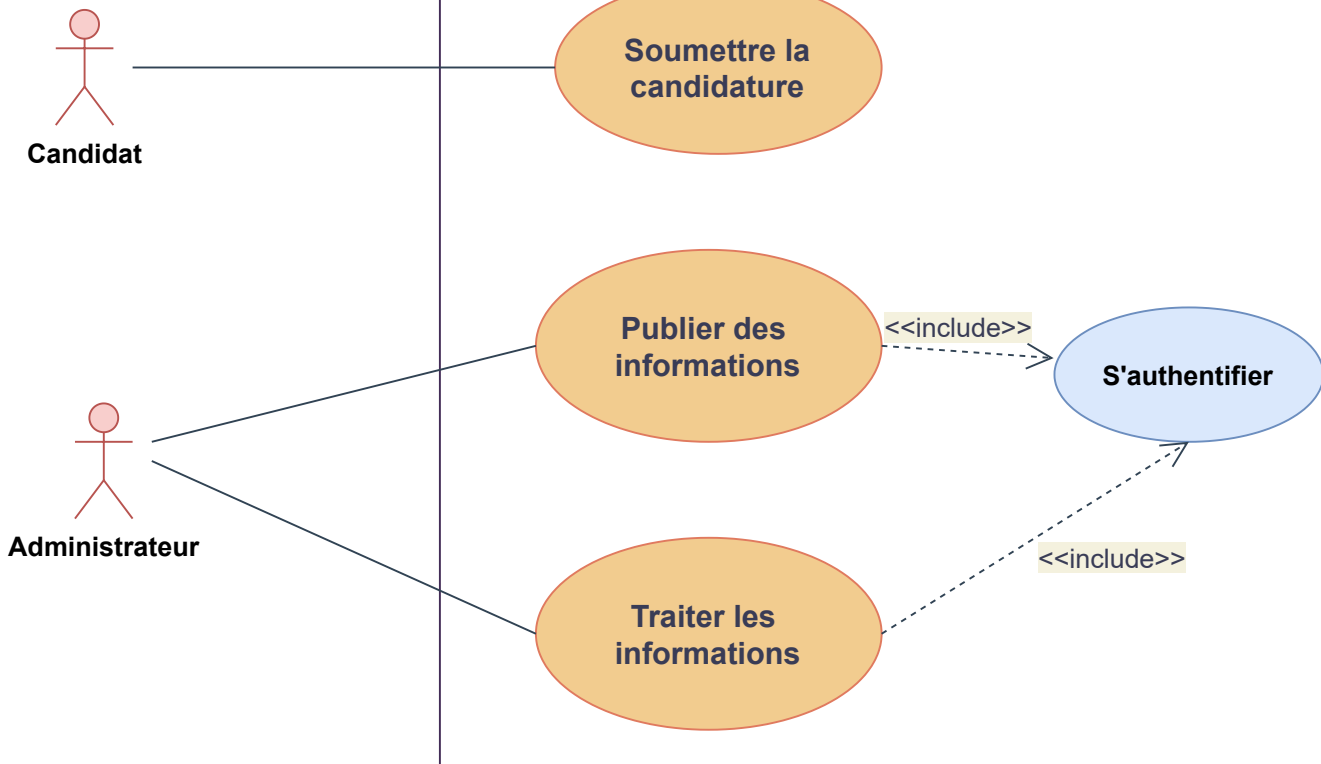 Soumettre la
candidature
Candidat
Publier des
informations
<<include>>
S'authentifier
Administrateur
<<include>>
Traiter les
informations